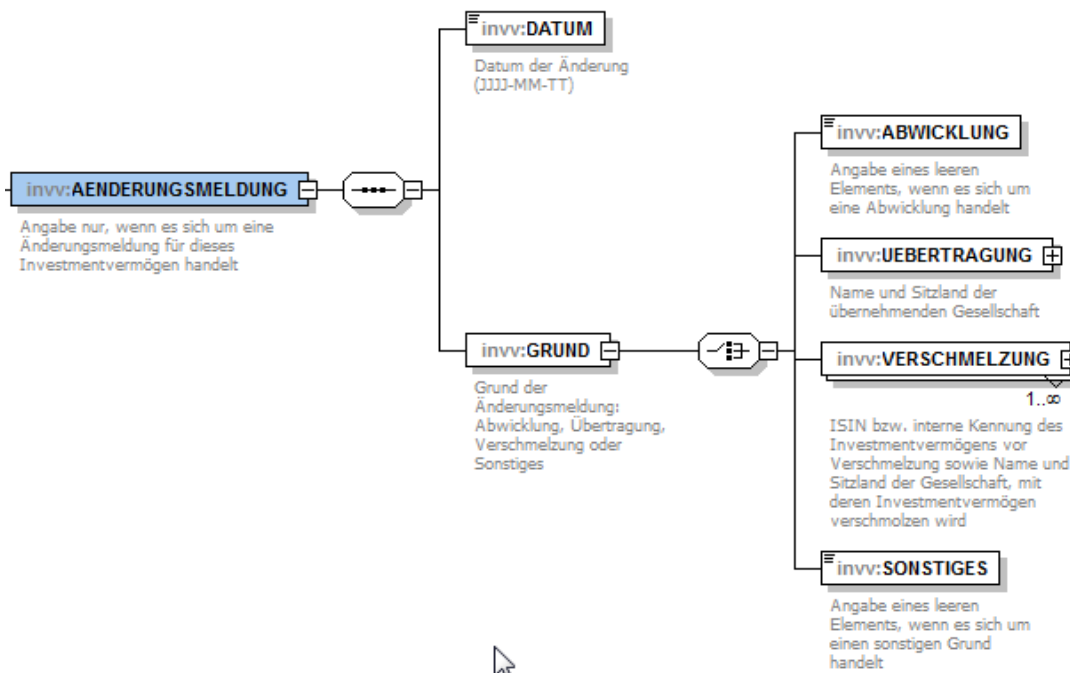 invv:DATUM
Datum der Änderung
(JJJJ-MM-TT)
invv:AENDERUNGSMELDUNG
Angabe nur, wenn es sich um eine
Änderungsmeldung für dieses
Investmentvermögen handelt
invv:GRUND
Grund der
Änderungsmeldung:
Abwicklung, Übertragung,
Verschmelzung oder
Sonstiges
invv:ABWICKLUNG
Angabe eines leeren
Elements, wenn es sich um
eine Abwicklung handelt
invv:UEBERTRAGUNG
Name und Sitzland der
übernehmenden Gesellschaft
invv:VERSCHMELZUNG
1..∞
ISIN bzw. interne Kennung des
Investmentvermögens vor
Verschmelzung sowie Name und
Sitzland der Gesellschaft, mit
deren Investmentvermögen
verschmolzen wird
invv:SONSTIGES
Angabe eines leeren
Elements, wenn es sich um
einen sonstigen Grund
handelt